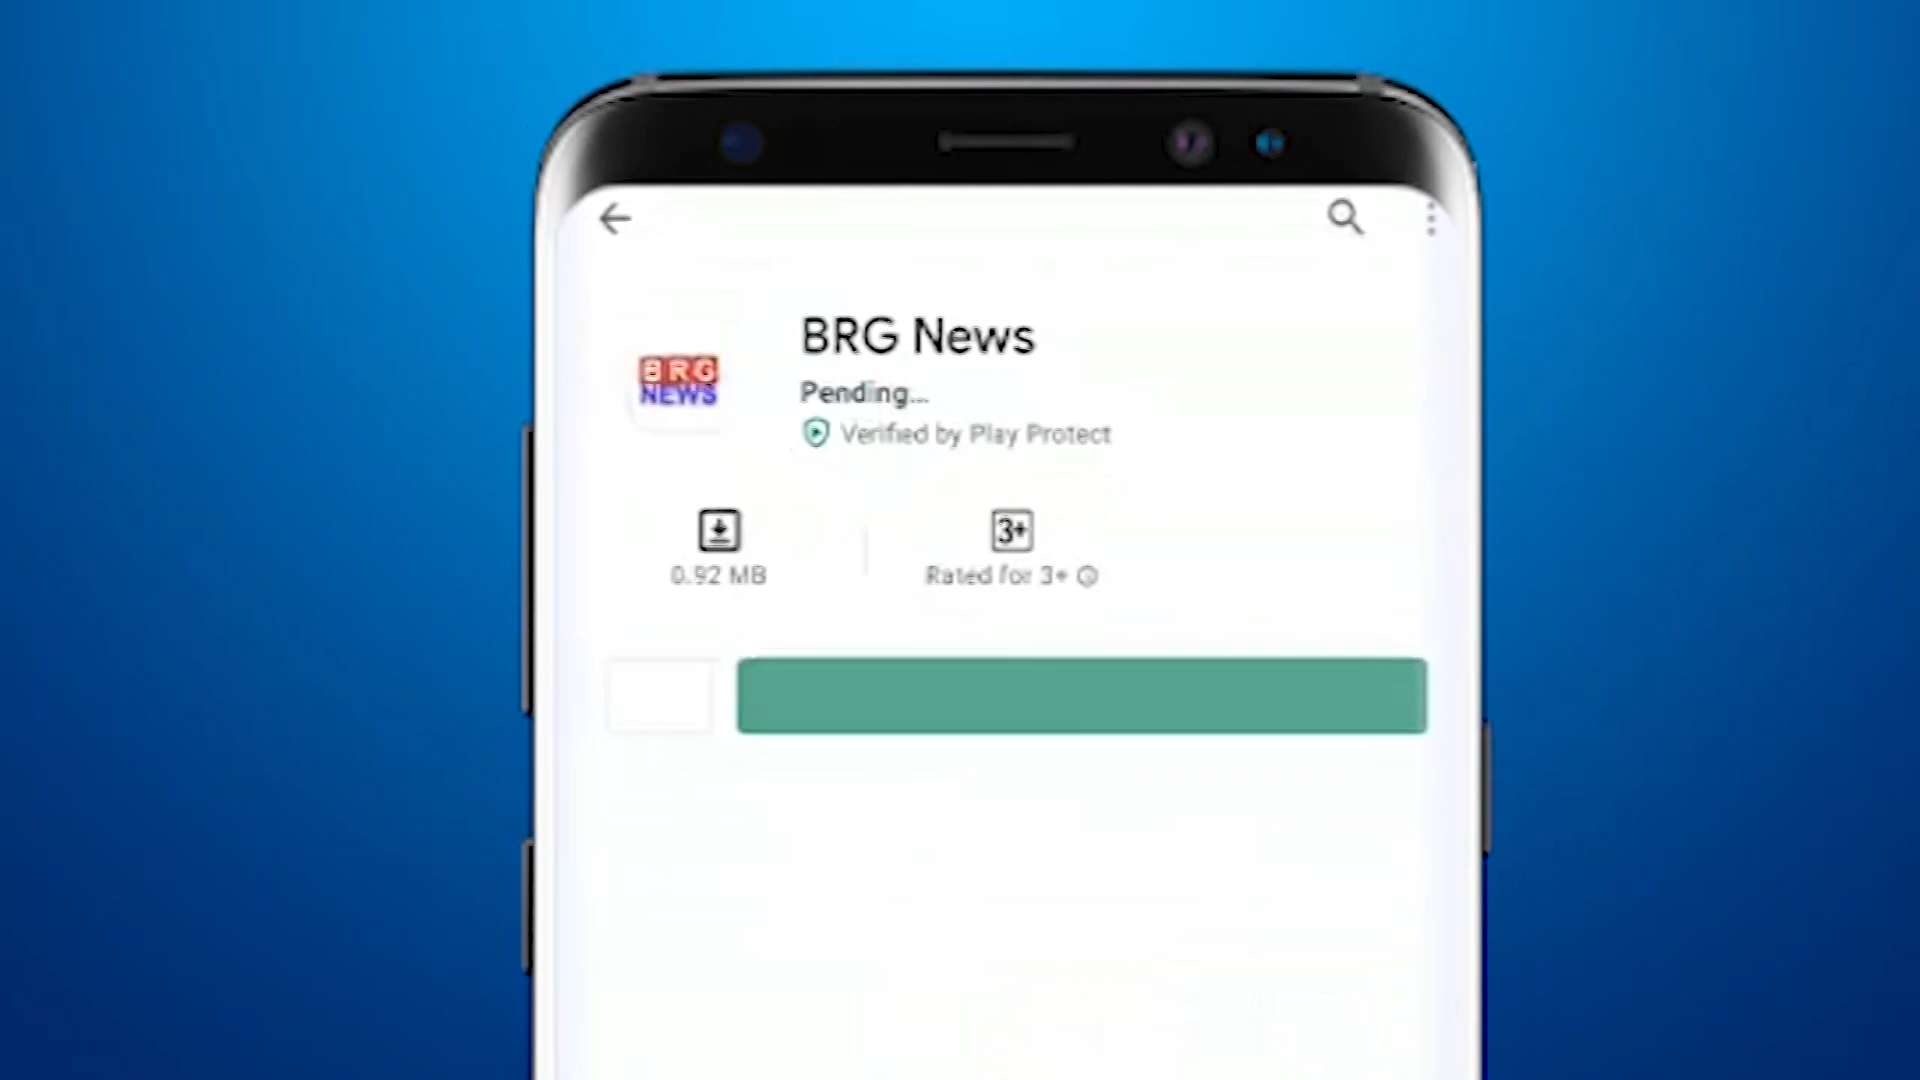 BRG News
BRG
NEWS
Pending...
Verified by Play Protect
3+
0.92 MB
Rated for 3+